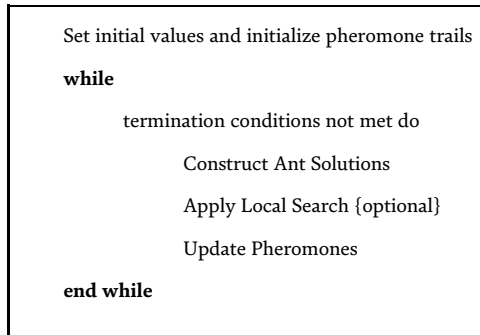 Set initial values and initialize pheromone trails
while
termination conditions not met do
Construct Ant Solutions
Apply Local Search {optional}
Update Pheromones
end while